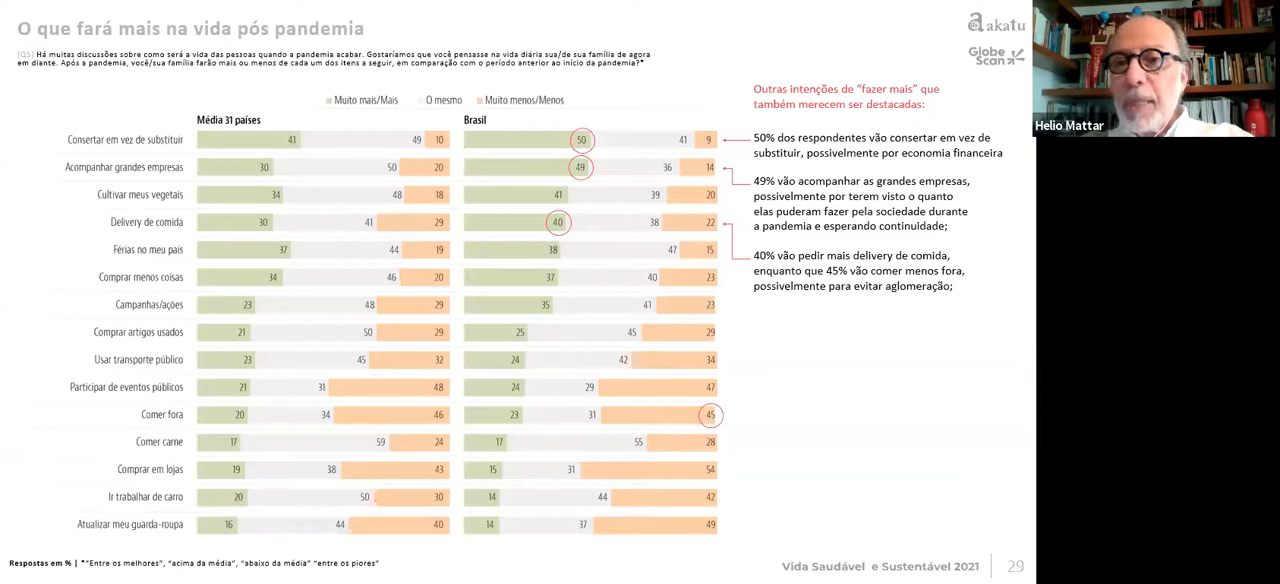 O que fará mais na vida pós pandemia
akatu
Globe
Scan
(Q5) Há muitas discussões sobre como será a vida das pessoas quando a pandemia acabar. Gostaríamos que você pensasse na vida diária sua/de sua família de agora
em diante. Após a pandemia, você/sua família farão mais ou menos de cada um dos itens a seguir, em comparação com o período anterior ao início da pandemia?*
Helio Mattar
Muito mais/Mais O mesmo Muito menos/Menos
Média 31 países Brasil
Consertar em vez de substituir 41 49 10 50 41 9
Acompanhar grandes empresas 30 50 20 49 36 14
Cultivar meus vegetais 34 48 18 41 39 20
Delivery de comida 30 41 29 40 38 22
Férias no meu país 37 44 19 38 47 15
Comprar menos coisas 34 46 20 37 40 23
Campanhas/ações 23 48 29 35 41 23
Comprar artigos usados 21 50 29 25 45 29
Usar transporte público 23 45 32 24 42 34
Participar de eventos públicos 21 31 48 24 29 47
Comer fora 20 34 46 23 31 45
Comer carne 17 59 24 17 55 28
Comprar em lojas 19 38 43 15 31 54
Ir trabalhar de carro 20 50 30 14 44 42
Atualizar meu guarda-roupa 16 44 40 14 37 49
Outras intenções de “fazer mais” que
também merecem ser destacadas:
50% dos respondentes vão consertar em vez de
substituir, possivelmente por economia financeira
49% vão acompanhar as grandes empresas,
possivelmente por terem visto o quanto
elas puderam fazer pela sociedade durante
a pandemia e esperando continuidade;
40% vão pedir mais delivery de comida,
enquanto que 45% vão comer menos fora,
possivelmente para evitar aglomeração;
Respostas em % | *“Entre os melhores”, “acima da média”, “abaixo da média” “entre os piores”
Vida Saudável e Sustentável 2021 29